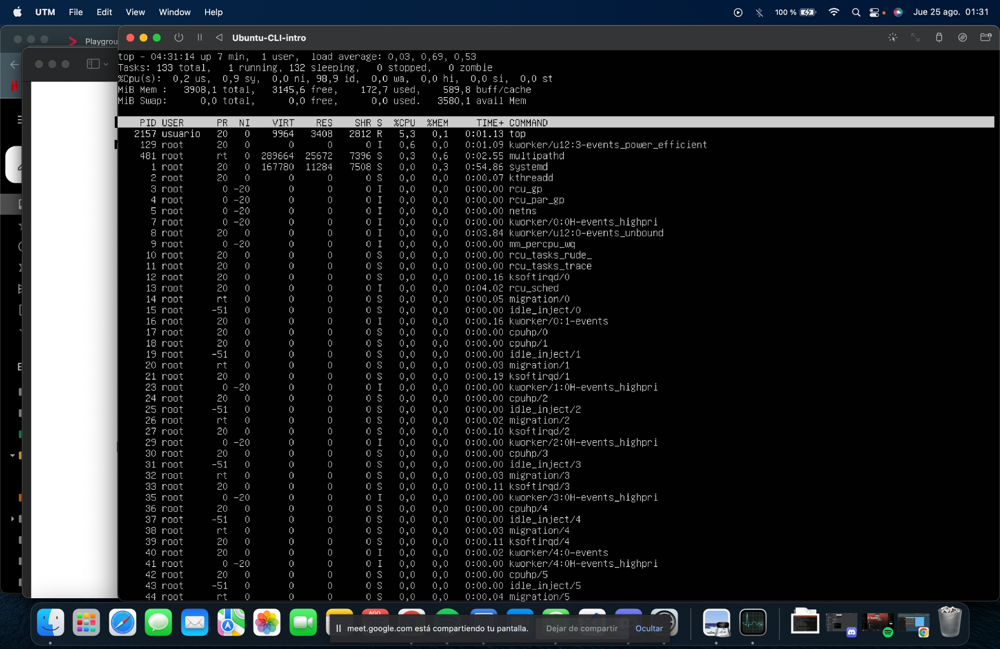 UTM File Edit View Window Help 100 % Jue 25 ago. 01:31
Playgrou
Ubuntu-CLI-intro
top - 04:31:14 up 7 min, 1 user, load average: 0,03, 0,69, 0,53
Tasks: 133 total, 1 running, 132 sleeping, 0 stopped, 0 zombie
%Cpu(s): 0,2 us, 0,9 sy, 0,0 ni, 98,9 id, 0,0 wa, 0,0 hi, 0,0 si, 0,0 st
MiB Mem : 3908,1 total, 3145,6 free, 172,7 used, 589,8 buff/cache
MiB Swap: 0,0 total, 0,0 free, 0,0 used. 3580,1 avail Mem
PID USER PR NI VIRT RES SHR S %CPU %MEM TIME+ COMMAND
2157 usuario 20 0 9964 3408 2812 R 5,3 0,1 0:01.13 top
129 root 20 0 0 0 0 I 0,6 0,0 0:01.09 kworker/u12:3-events_power_efficient
481 root rt 0 289664 25672 7396 S 0,3 0,6 0:02.55 multipathd
1 root 20 0 167780 11284 7508 S 0,0 0,3 0:54.86 systemd
2 root 20 0 0 0 0 S 0,0 0,0 0:00.07 kthreadd
3 root 0 -20 0 0 0 I 0,0 0,0 0:00.00 rcu_gp
4 root 0 -20 0 0 0 I 0,0 0,0 0:00.00 rcu_par_gp
5 root 0 -20 0 0 0 I 0,0 0,0 0:00.00 netns
7 root 0 -20 0 0 0 I 0,0 0,0 0:00.00 kworker/0:0H-events_highpri
8 root 20 0 0 0 0 I 0,0 0,0 0:03.84 kworker/u12:0-events_unbound
9 root 0 -20 0 0 0 I 0,0 0,0 0:00.00 mm_percpu_wq
10 root 20 0 0 0 0 S 0,0 0,0 0:00.00 rcu_tasks_rude_
11 root 20 0 0 0 0 S 0,0 0,0 0:00.00 rcu_tasks_trace
12 root 20 0 0 0 0 S 0,0 0,0 0:00.16 ksoftirqd/0
13 root 20 0 0 0 0 I 0,0 0,0 0:04.02 rcu_sched
14 root rt 0 0 0 0 S 0,0 0,0 0:00.05 migration/0
15 root -51 0 0 0 0 S 0,0 0,0 0:00.00 idle_inject/0
16 root 20 0 0 0 0 I 0,0 0,0 0:00.16 kworker/0:1-events
17 root 20 0 0 0 0 S 0,0 0,0 0:00.00 cpuhp/0
18 root 20 0 0 0 0 S 0,0 0,0 0:00.00 cpuhp/1
19 root -51 0 0 0 0 S 0,0 0,0 0:00.00 idle_inject/1
20 root rt 0 0 0 0 S 0,0 0,0 0:00.03 migration/1
21 root 20 0 0 0 0 S 0,0 0,0 0:00.19 ksoftirqd/1
23 root 0 -20 0 0 0 I 0,0 0,0 0:00.00 kworker/1:0H-events_highpri
24 root 20 0 0 0 0 S 0,0 0,0 0:00.00 cpuhp/2
25 root -51 0 0 0 0 S 0,0 0,0 0:00.00 idle_inject/2
26 root rt 0 0 0 0 S 0,0 0,0 0:00.02 migration/2
27 root 20 0 0 0 0 S 0,0 0,0 0:00.10 ksoftirqd/2
29 root 0 -20 0 0 0 I 0,0 0,0 0:00.00 kworker/2:0H-events_highpri
30 root 20 0 0 0 0 S 0,0 0,0 0:00.00 cpuhp/3
31 root -51 0 0 0 0 S 0,0 0,0 0:00.00 idle_inject/3
32 root rt 0 0 0 0 S 0,0 0,0 0:00.03 migration/3
33 root 20 0 0 0 0 S 0,0 0,0 0:00.11 ksoftirqd/3
35 root 0 -20 0 0 0 I 0,0 0,0 0:00.00 kworker/3:0H-events_highpri
36 root 20 0 0 0 0 S 0,0 0,0 0:00.00 cpuhp/4
37 root -51 0 0 0 0 S 0,0 0,0 0:00.00 idle_inject/4
38 root rt 0 0 0 0 S 0,0 0,0 0:00.03 migration/4
39 root 20 0 0 0 0 S 0,0 0,0 0:00.11 ksoftirqd/4
40 root 20 0 0 0 0 I 0,0 0,0 0:00.02 kworker/4:0-events
41 root 0 -20 0 0 0 I 0,0 0,0 0:00.00 kworker/4:0H-events_highpri
42 root 20 0 0 0 0 S 0,0 0,0 0:00.00 cpuhp/5
43 root -51 0 0 0 0 S 0,0 0,0 0:00.00 idle_inject/5
44 root rt 0 0 0 0 S 0,0 0,0 0:00.04 migration/5
AGO
meet.google.com está compartiendo tu pantalla. Dejar de compartir Ocultar